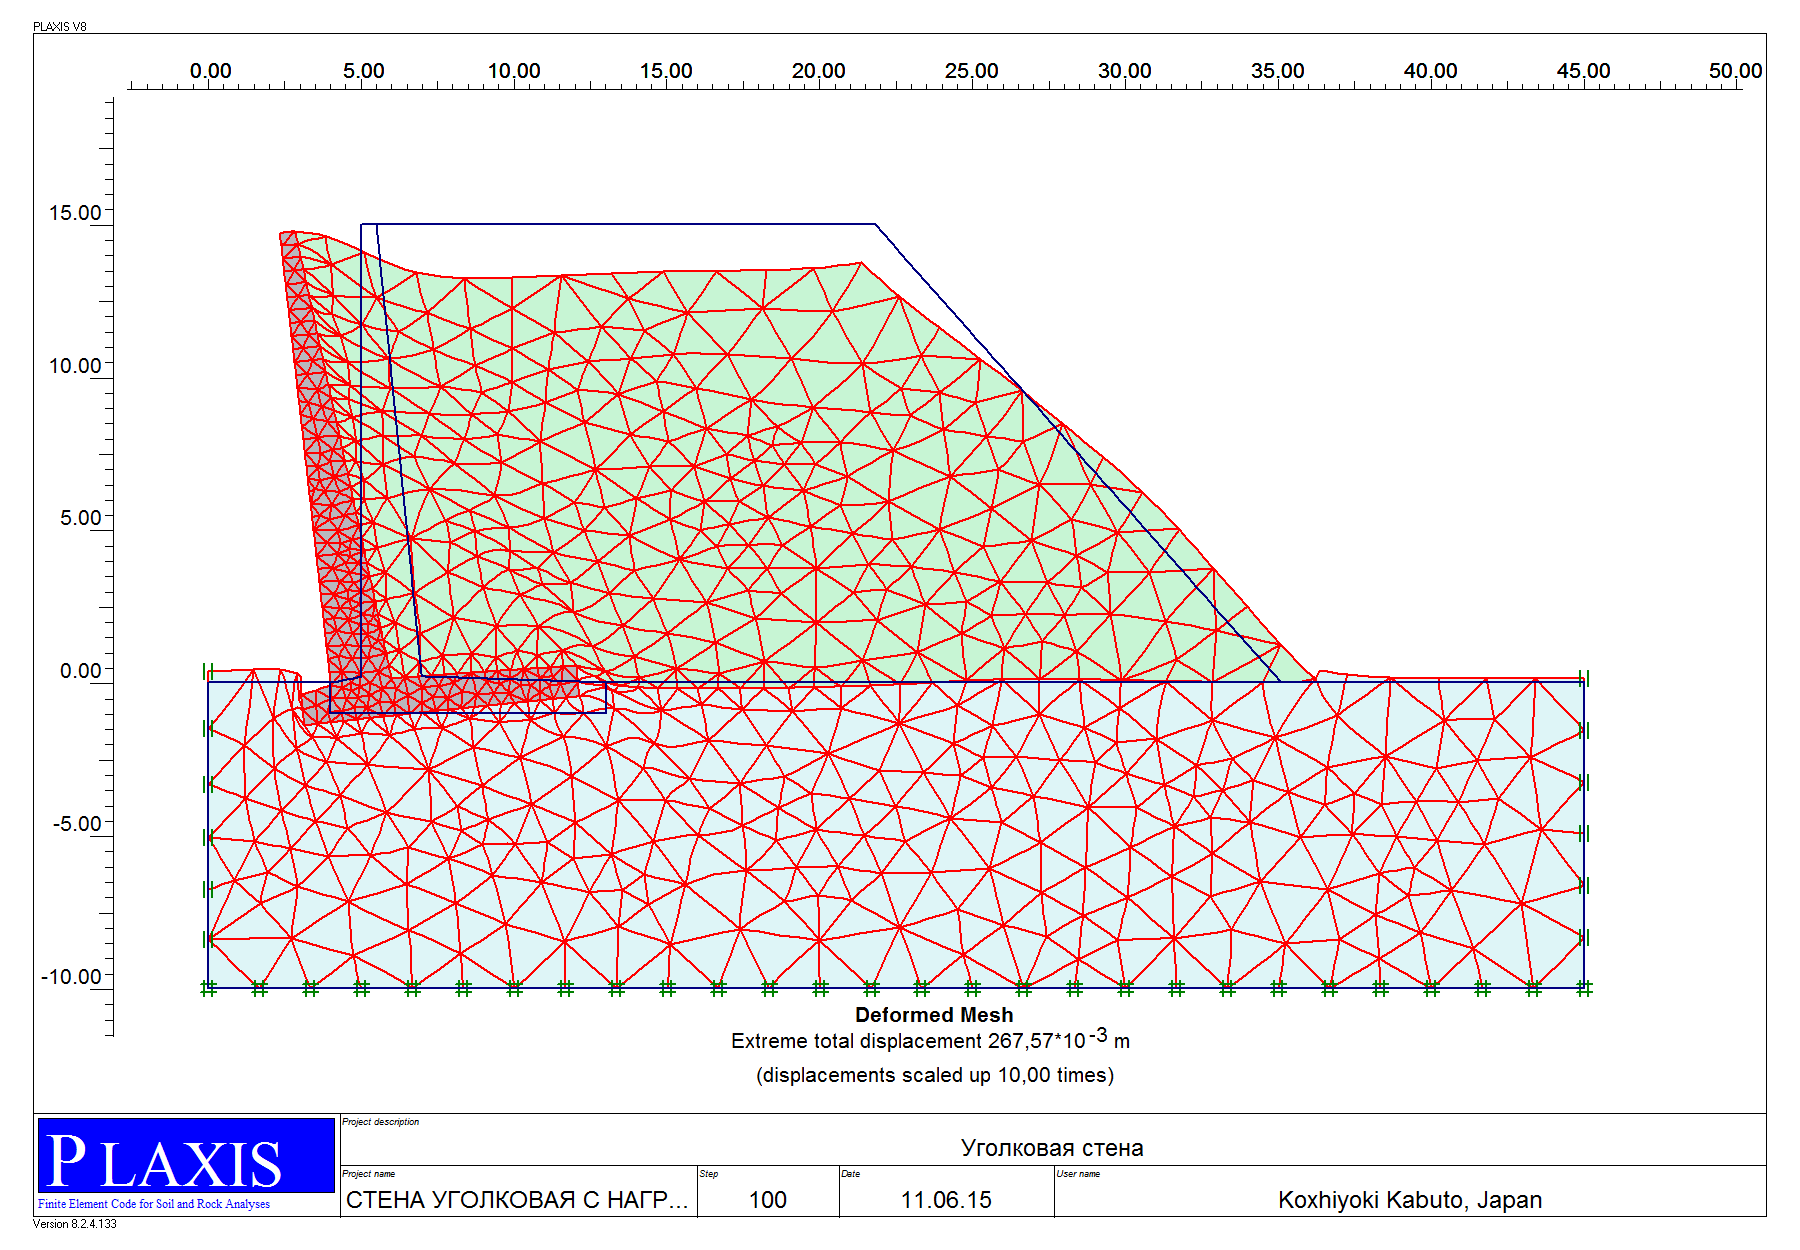 PLAXIS V8
0.00 5.00 10.00 15.00 20.00 25.00 30.00 35.00 40.00 45.00 50.00
15.00
10.00
5.00
0.00
-5.00
-10.00
Deformed Mesh
Extreme total displacement 267,57*10-3 m
(displacements scaled up 10,00 times)
PLAXIS
Finite Element Code for Soil and Rock Analyses
Version 8.2.4.133
Project description
Уголковая стена
Project name
СТЕНА УГОЛКОВАЯ С НАГР...
Step
100
Date
11.06.15
User name
Koxhiyoki Kabuto, Japan